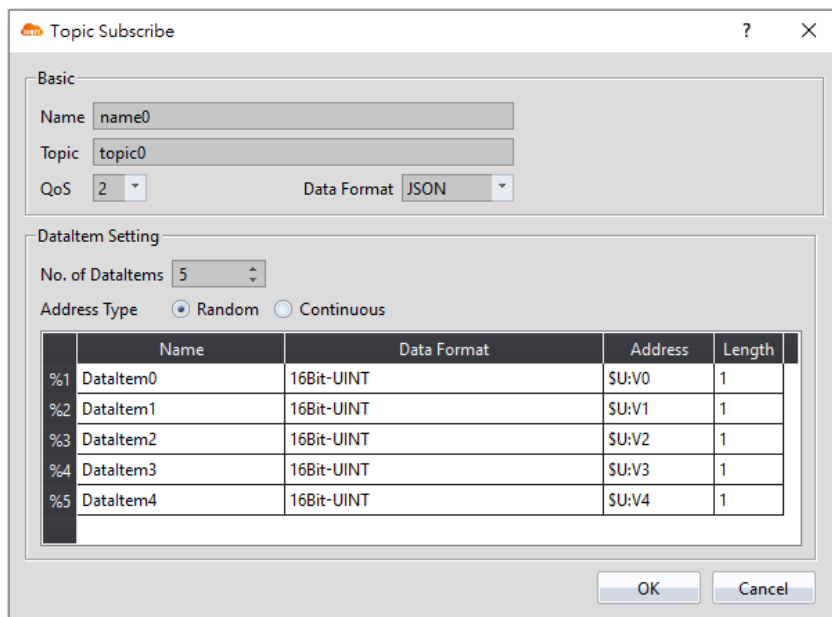 Topic Subscribe ?
Basic
Name name0
Topic topic0
QoS 2 Data Format JSON
DataItem Setting
No. of DataItems 5
Address Type Random Continuous
Name Data Format Address Length
%1 DataItem0 16Bit-UINT $U:V0 1
%2 DataItem1 16Bit-UINT $U:V1 1
%3 DataItem2 16Bit-UINT $U:V2 1
%4 DataItem3 16Bit-UINT $U:V3 1
%5 DataItem4 16Bit-UINT $U:V4 1
OK Cancel